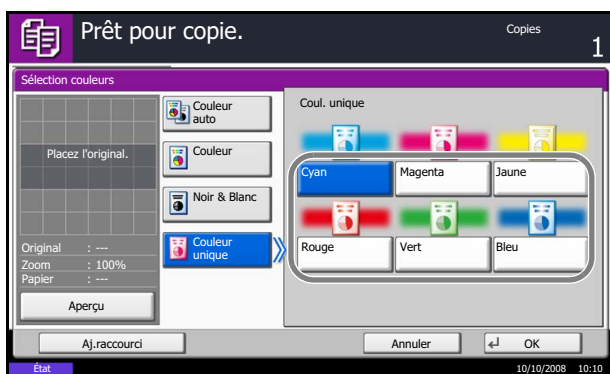 Prêt pour copie.
Copies
1
Sélection couleurs
Placez l'original.
Original : ---
Zoom : 100%
Papier : ---
Aperçu
Couleur
auto
Couleur
Noir & Blanc
Couleur
unique
Coul. unique
Cyan
Magenta
Jaune
Rouge
Vert
Bleu
Aj.raccourci
Annuler
OK
État
10/10/2008 10:10